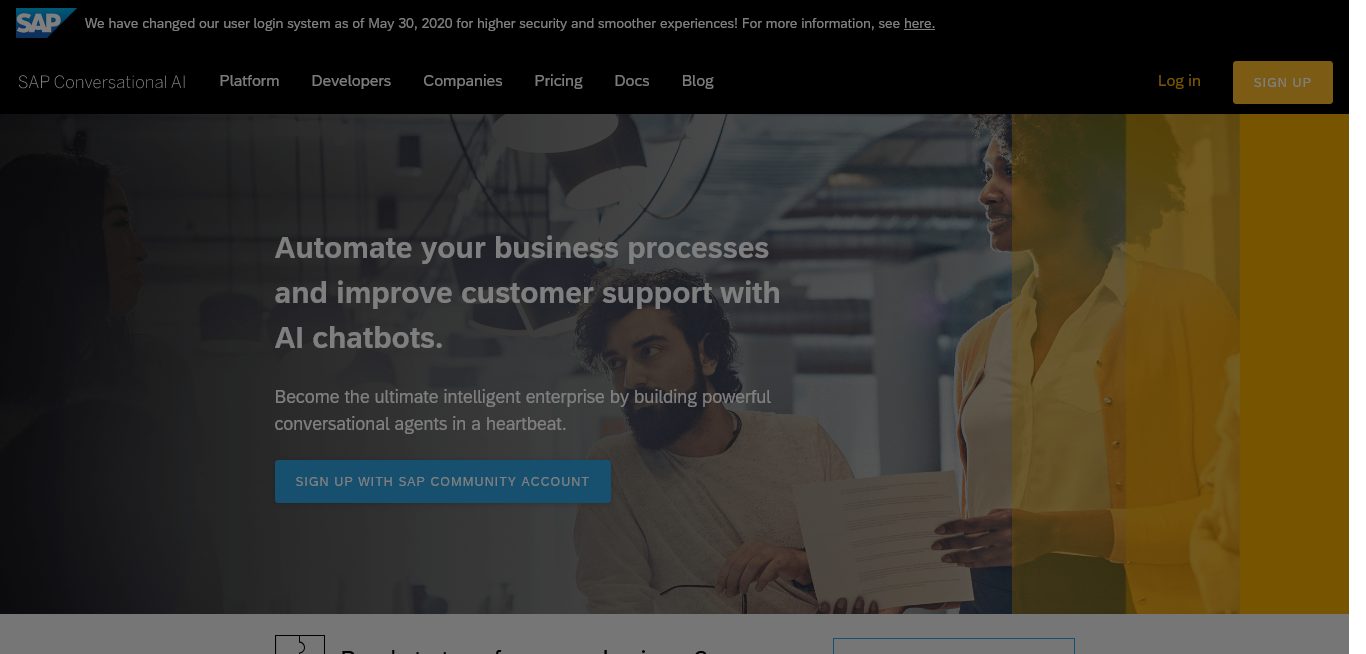 SAP We have changed our user login system as of May 30, 2020 for higher security and smoother experiences! For more information, see here.
SAP Conversational AI Platform Developers Companies Pricing Docs Blog Log in SIGN UP
Automate your business processes
and improve customer support with
AI chatbots.
Become the ultimate intelligent enterprise by building powerful
conversational agents in a heartbeat.
SIGN UP WITH SAP COMMUNITY ACCOUNT